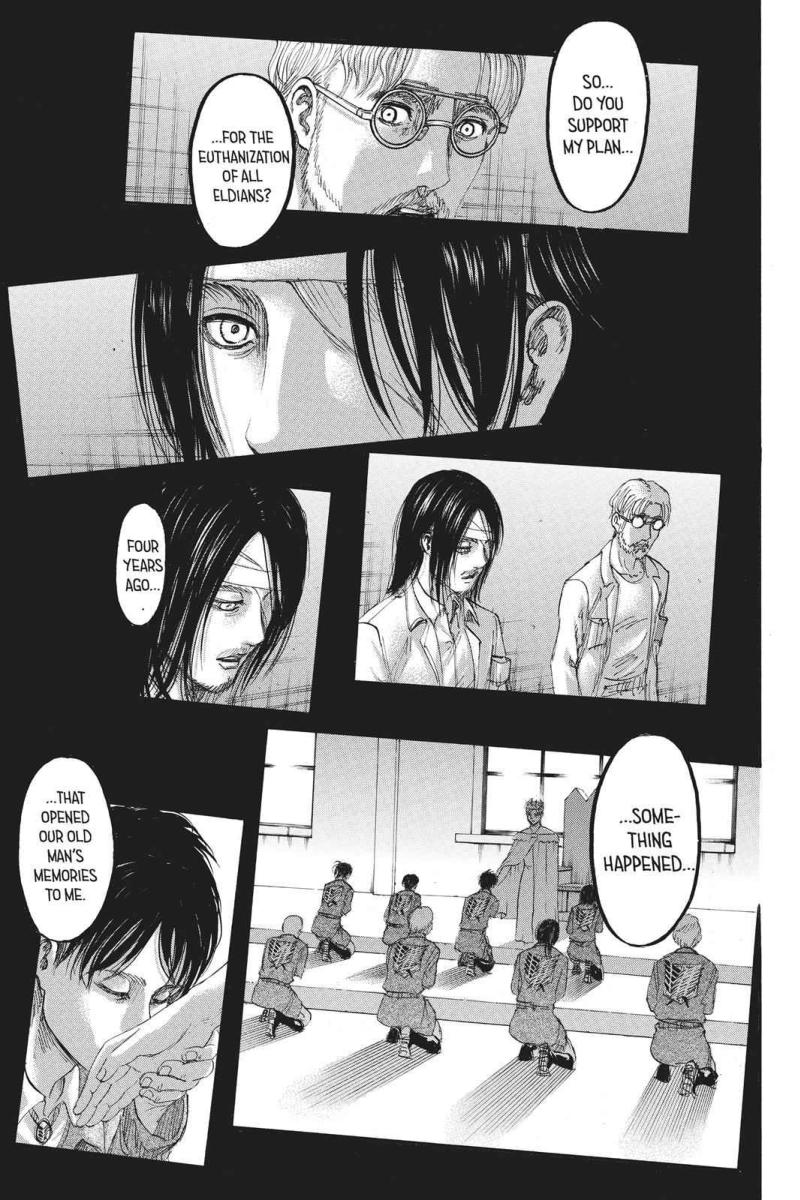 SO...
DO YOU
SUPPORT
MY PLAN...
...FOR THE
EUTHANIZATION
OF ALL
ELDIANS?
FOUR
YEARS
AGO...
...SOME-
THING
HAPPENED...
...THAT
OPENED
OUR OLD
MAN'S
MEMORIES
TO ME.